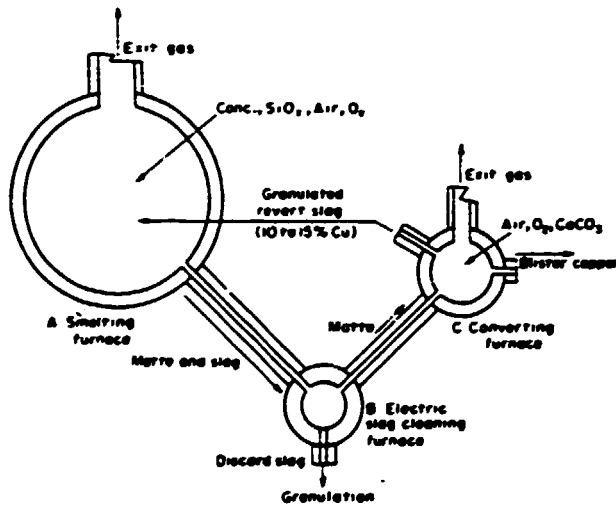 Exit gas
Conc., SiO₂, Air, O₂
Exit gas
Granulated
revert slag
(10 to 15% Cu)
Air, O₂, CaCO₃
Blister copper
A Smelting
furnace
Matte
C Converting
furnace
Matte and slag
B Electric
slag cleaning
furnace
Discard slag
Granulation